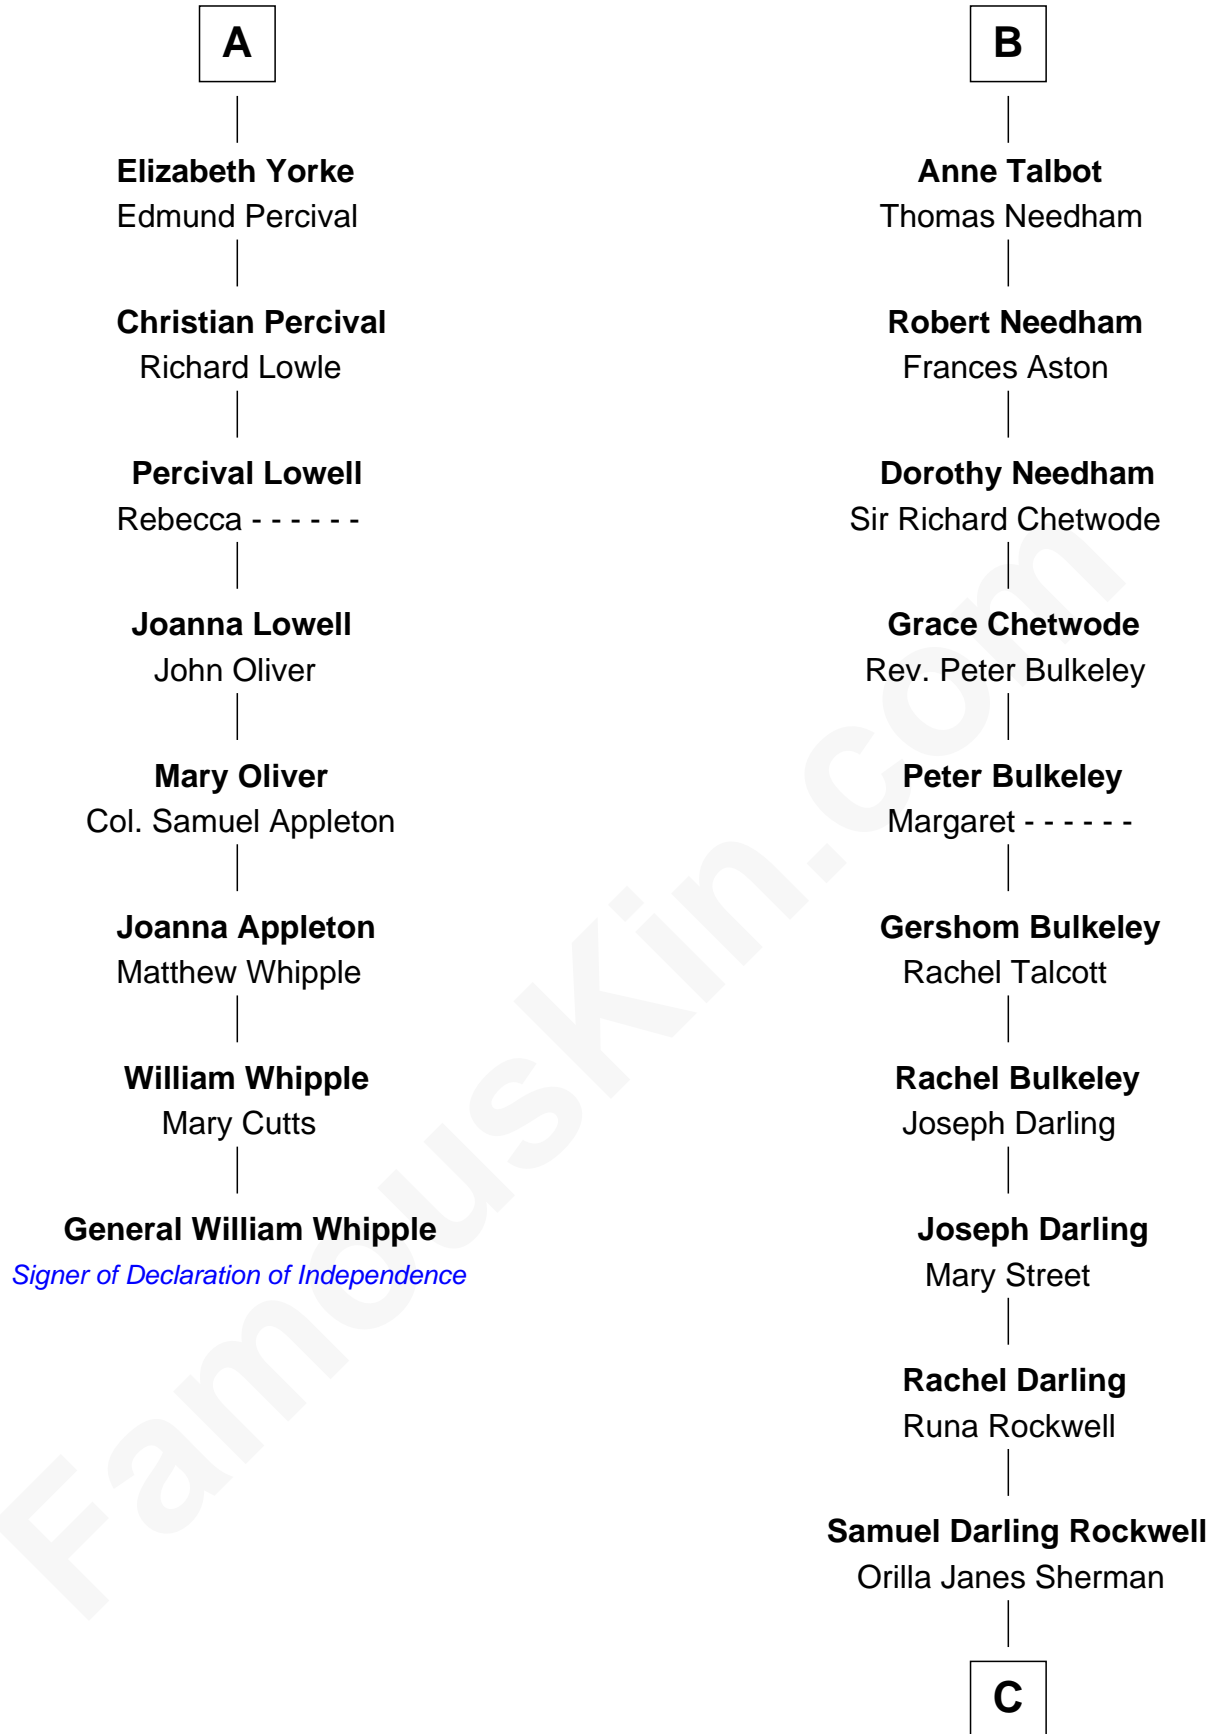 A
Elizabeth Yorke
Edmund Percival
Christian Percival
Richard Lowle
Percival Lowell
Rebecca - - - - - -
Joanna Lowell
John Oliver
Mary Oliver
Col. Samuel Appleton
Joanna Appleton
Matthew Whipple
William Whipple
Mary Cutts
General William Whipple
Signer of Declaration of Independence
B
Anne Talbot
Thomas Needham
Robert Needham
Frances Aston
Dorothy Needham
Sir Richard Chetwode
Grace Chetwode
Rev. Peter Bulkeley
Peter Bulkeley
Margaret - - - - - -
Gershom Bulkeley
Rachel Talcott
Rachel Bulkeley
Joseph Darling
Joseph Darling
Mary Street
Rachel Darling
Runa Rockwell
Samuel Darling Rockwell
Orilla Janes Sherman
C
FamousKin.com